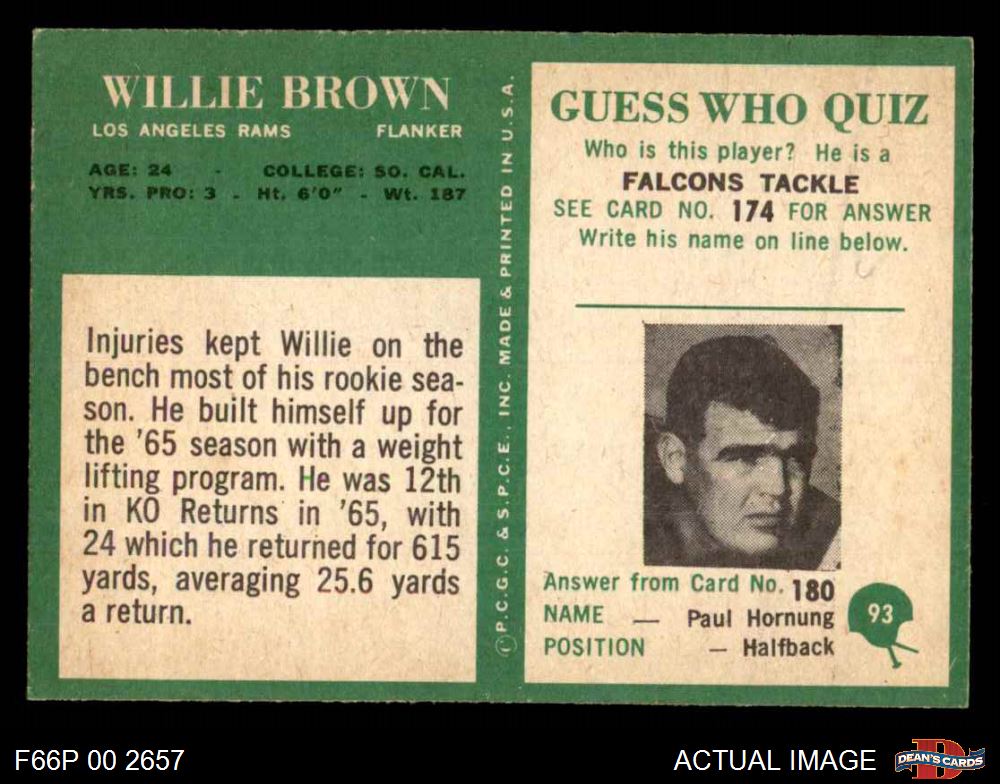 WILLIE BROWN
LOS ANGELES RAMS FLANKER
AGE: 24 - COLLEGE: SO. CAL.
YRS. PRO: 3 - Ht. 6'0" - Wt. 187
Injuries kept Willie on the
bench most of his rookie sea-
son. He built himself up for
the '65 season with a weight
lifting program. He was 12th
in KO Returns in '65, with
24 which he returned for 615
yards, averaging 25.6 yards
a return.
©P.C.G.C. & S.P.C.E., INC. MADE & PRINTED IN U.S.A.
GUESS WHO QUIZ
Who is this player? He is a
FALCONS TACKLE
SEE CARD NO. 174 FOR ANSWER
Write his name on line below.
Answer from Card No. 180
NAME — Paul Hornung
POSITION — Halfback
93
F66P 00 2657
ACTUAL IMAGE
D
DEAN'S CARDS